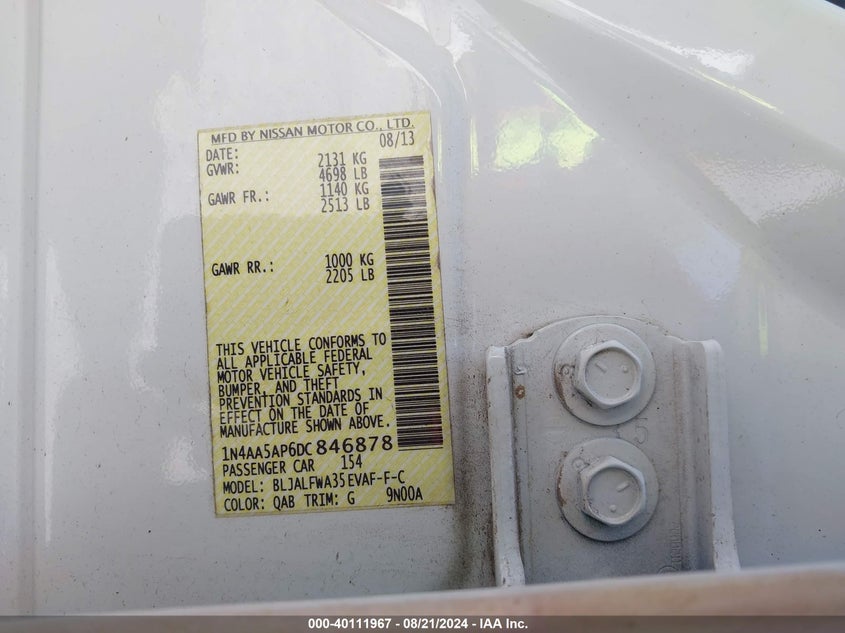 MFD BY NISSAN MOTOR CO., LTD.
DATE: 08/13
GVWR: 2131 KG
4698 LB
GAWR FR.: 1140 KG
2513 LB
GAWR RR.: 1000 KG
2205 LB
THIS VEHICLE CONFORMS TO
ALL APPLICABLE FEDERAL
MOTOR VEHICLE SAFETY,
BUMPER, AND THEFT
PREVENTION STANDARDS IN
EFFECT ON THE DATE OF
MANUFACTURE SHOWN ABOVE.
1N4AA5AP6DC846878
PASSENGER CAR 154
MODEL: BLJALFWA35EVAF-F-C
COLOR: QAB TRIM: G 9N00A
000-40111967 - 08/21/2024 - IAA Inc.